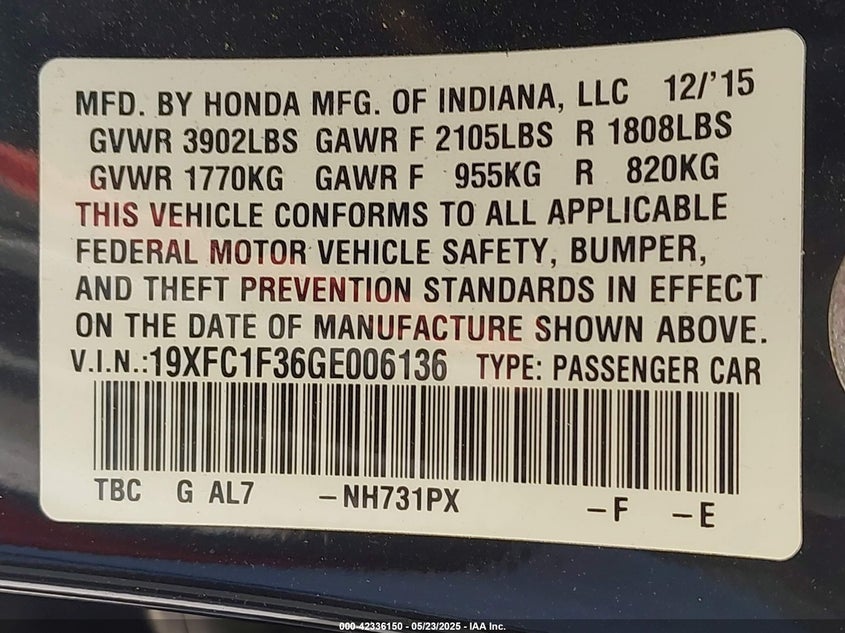 MFD. BY HONDA MFG. OF INDIANA, LLC 12/'15
GVWR 3902LBS GAWR F 2105LBS R 1808LBS
GVWR 1770KG GAWR F 955KG R 820KG
THIS VEHICLE CONFORMS TO ALL APPLICABLE
FEDERAL MOTOR VEHICLE SAFETY, BUMPER,
AND THEFT PREVENTION STANDARDS IN EFFECT
ON THE DATE OF MANUFACTURE SHOWN ABOVE.
V.I.N.:19XFC1F36GE006136 TYPE: PASSENGER CAR
TBC G AL7 -NH731PX -F -E
000-42336150 - 05/23/2025 - IAA Inc.